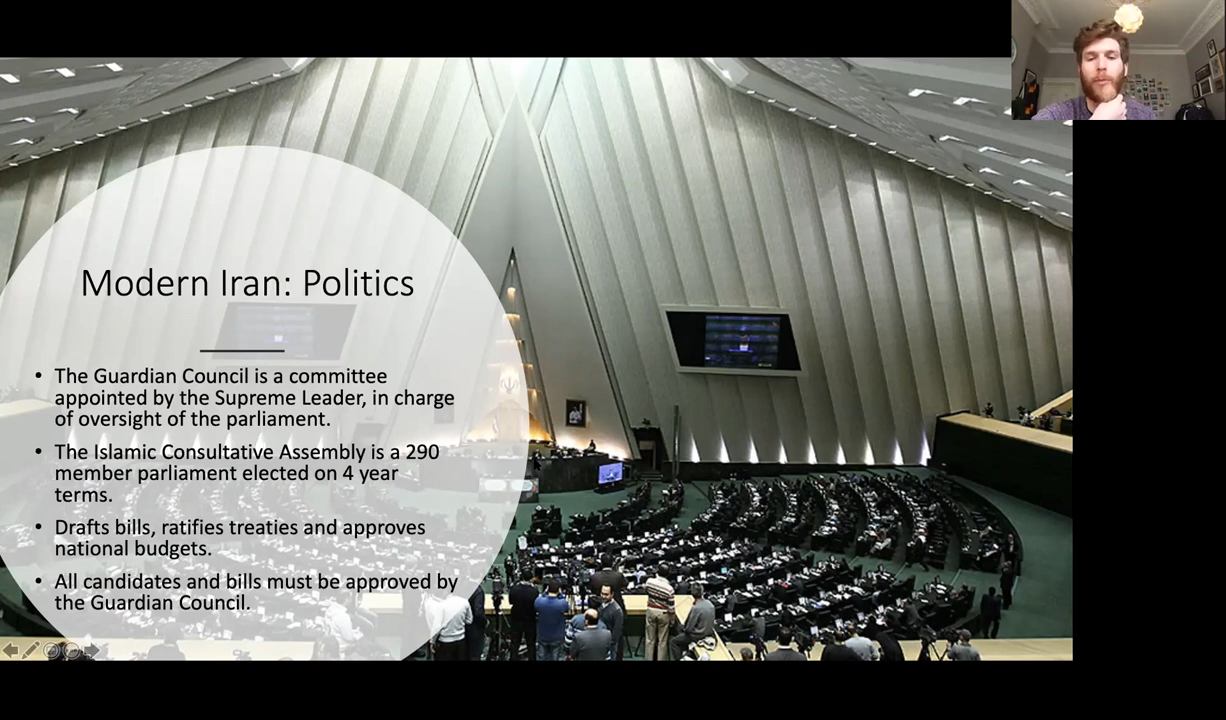 Modern Iran: Politics
• The Guardian Council is a committee
appointed by the Supreme Leader, in charge
of oversight of the parliament.
• The Islamic Consultative Assembly is a 290
member parliament elected on 4 year
terms.
• Drafts bills, ratifies treaties and approves
national budgets.
• All candidates and bills must be approved by
the Guardian Council.